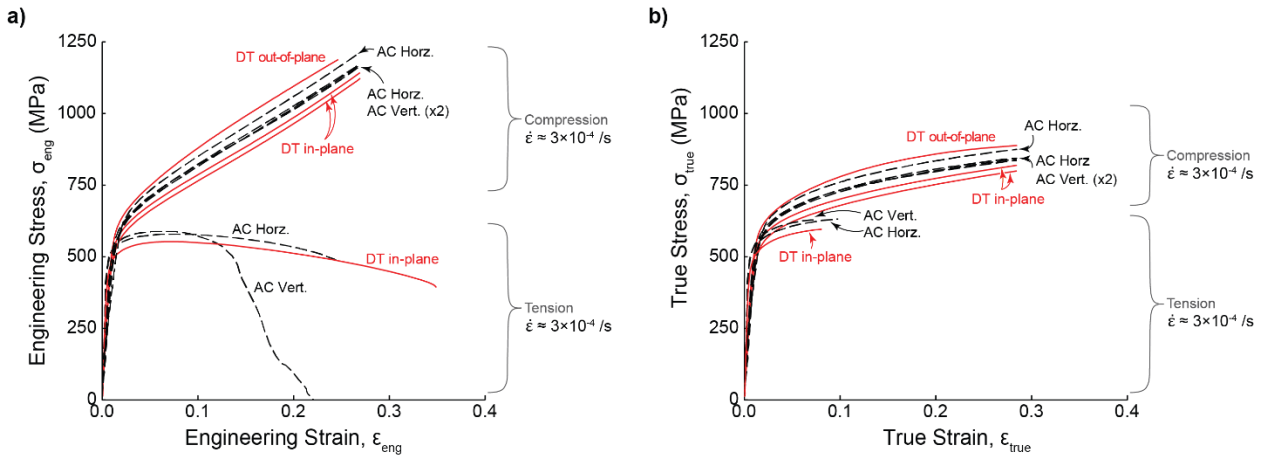 a)
Engineering Stress, σeng (MPa)
1250
1000
750
500
250
0
0.0
0.1
0.2
0.3
0.4
Engineering Strain, εeng
DT out-of-plane
AC Horz.
AC Horz.
AC Vert. (x2)
DT in-plane
Compression
ε̇ ≈ 3×10⁻⁴ /s
AC Horz.
DT in-plane
AC Vert.
Tension
ε̇ ≈ 3×10⁻⁴ /s
b)
True Stress, σtrue (MPa)
1250
1000
750
500
250
0
0.0
0.1
0.2
0.3
0.4
True Strain, εtrue
DT out-of-plane
AC Horz.
AC Horz
AC Vert. (x2)
DT in-plane
Compression
ε̇ ≈ 3×10⁻⁴ /s
AC Vert.
AC Horz.
DT in-plane
Tension
ε̇ ≈ 3×10⁻⁴ /s